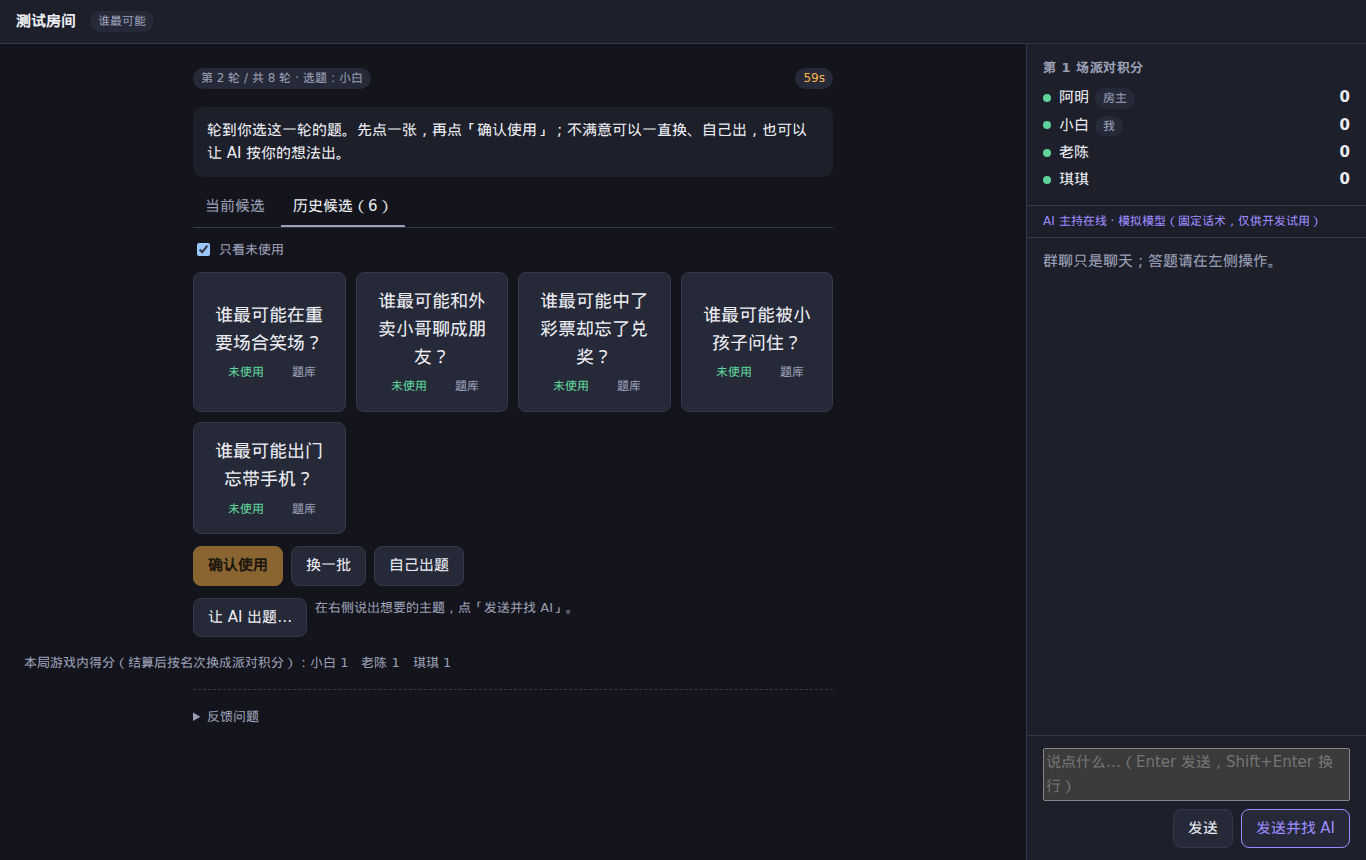 测试房间 谁最可能
第 2 轮 / 共 8 轮 · 选题：小白 59s
轮到你选这一轮的题。先点一张，再点「确认使用」；不满意可以一直换、自己出，也可以
让 AI 按你的想法出。
当前候选 历史候选（6）
只看未使用
谁最可能在重
要场合笑场？
未使用 题库
谁最可能和外
卖小哥聊成朋
友？
未使用 题库
谁最可能中了
彩票却忘了兑
奖？
未使用 题库
谁最可能被小
孩子问住？
未使用 题库
谁最可能出门
忘带手机？
未使用 题库
确认使用 换一批 自己出题
让 AI 出题… 在右侧说出想要的主题，点「发送并找 AI」。
本局游戏内得分（结算后按名次换成派对积分）：小白 1 老陈 1 琪琪 1
反馈问题
第 1 场派对积分
阿明 房主 0
小白 我 0
老陈 0
琪琪 0
AI 主持在线 · 模拟模型（固定话术，仅供开发试用）
群聊只是聊天；答题请在左侧操作。
说点什么…（Enter 发送，Shift+Enter 换
行）
发送 发送并找 AI